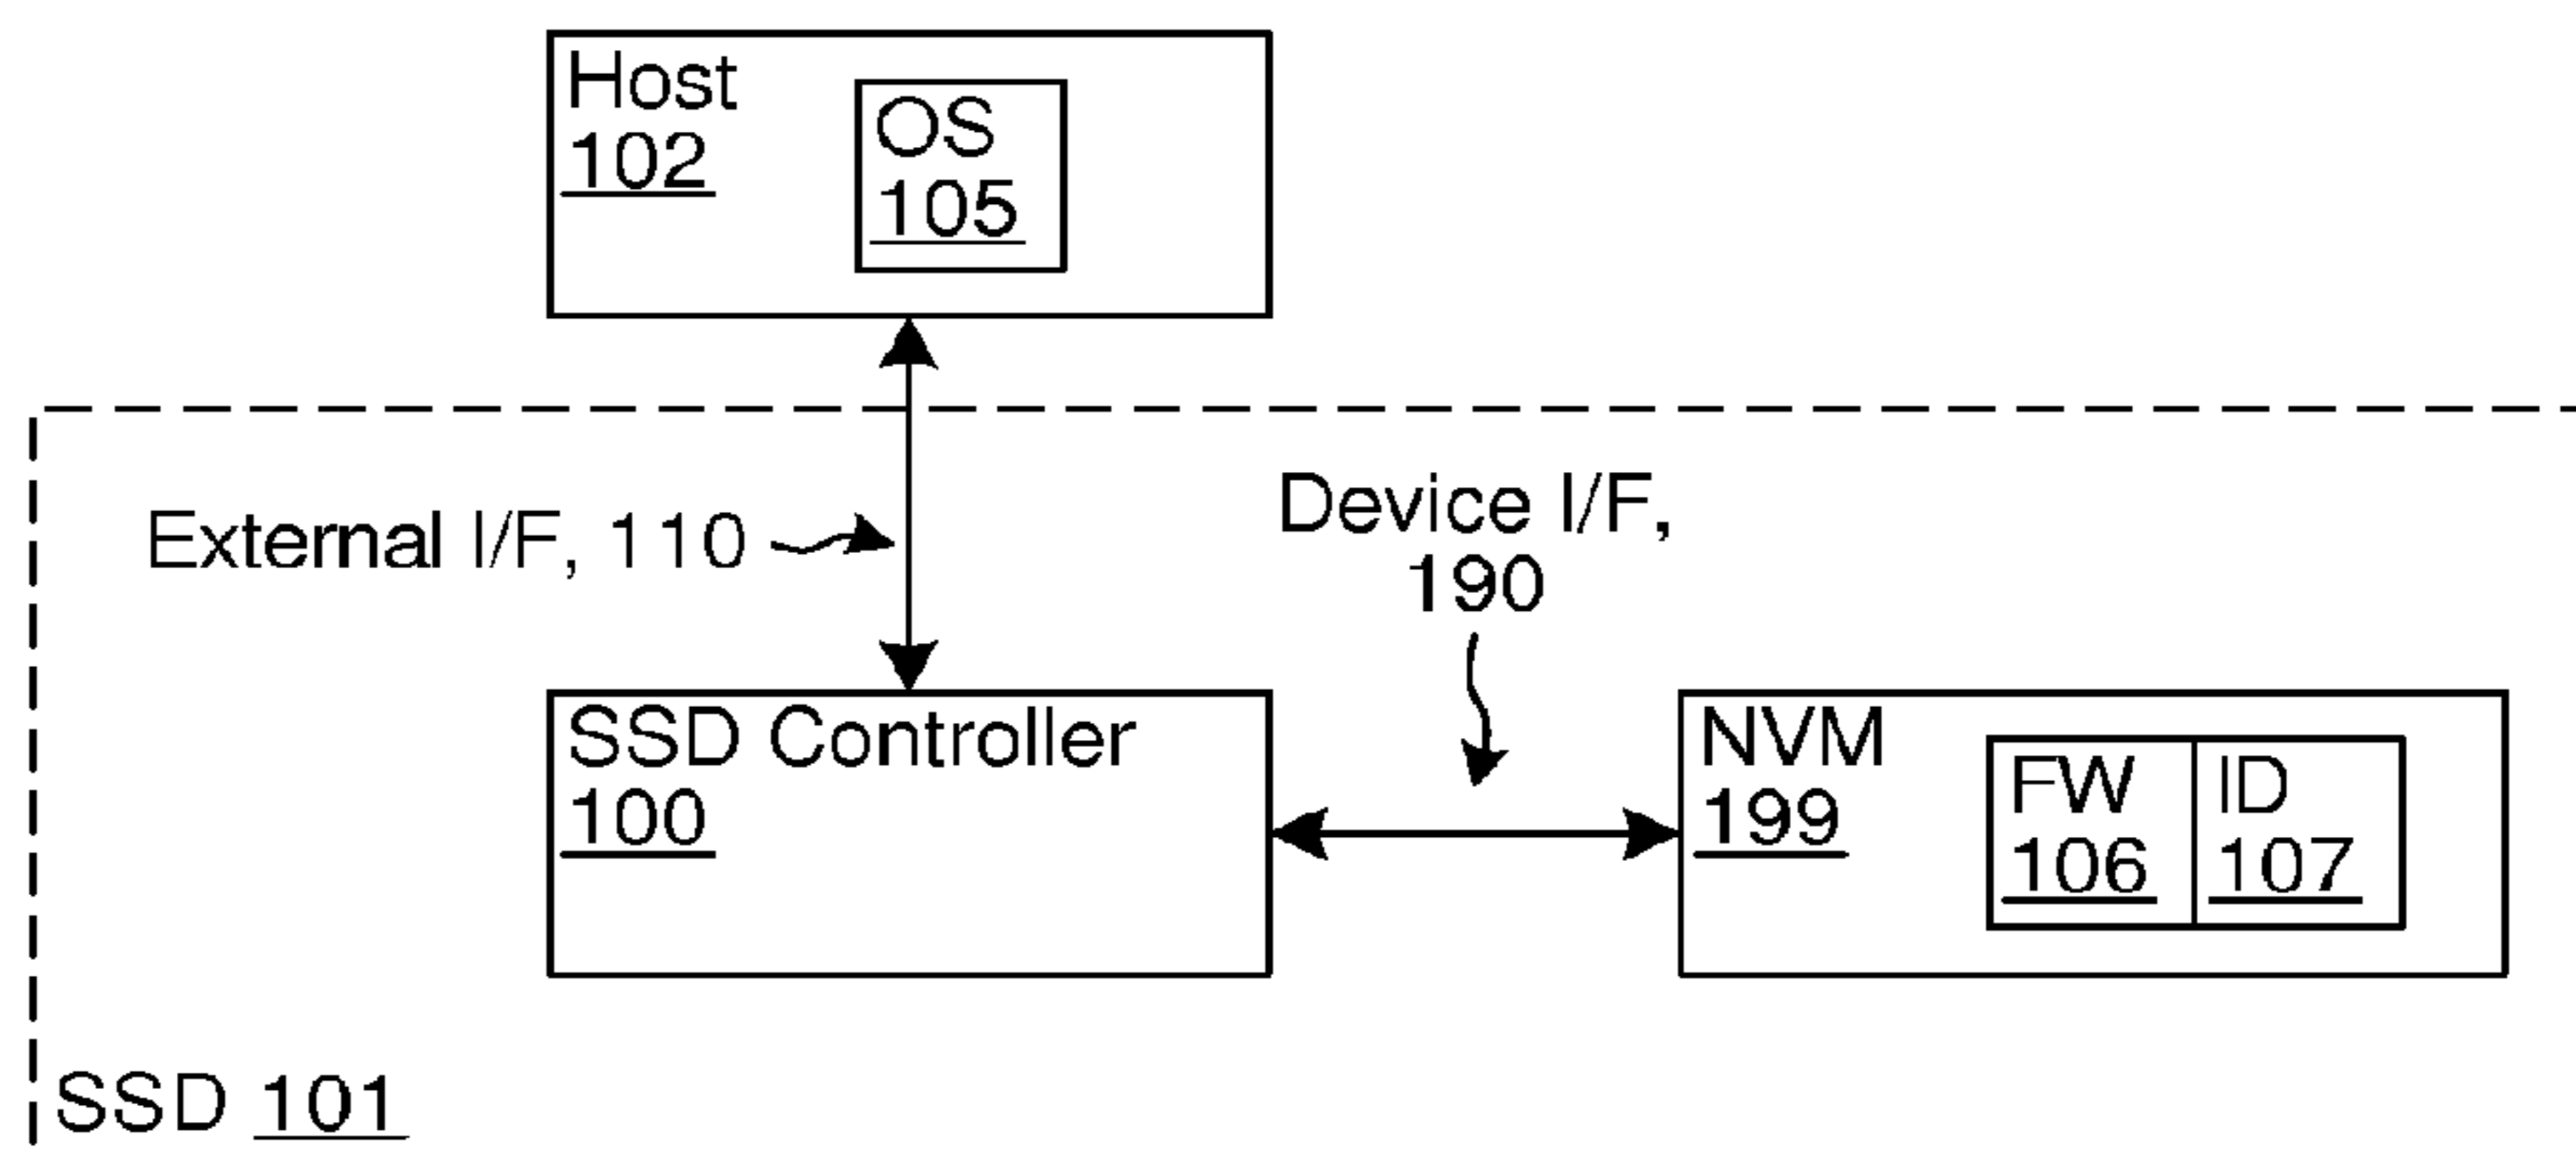 Host
102
OS
105
External I/F, 110
Device I/F,
190
SSD Controller
100
NVM
199
FW
106
ID
107
SSD 101